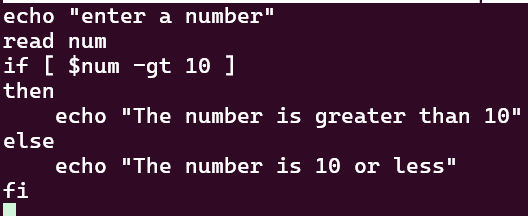 echo "enter a number"
read num
if [ $num -gt 10 ]
then
    echo "The number is greater than 10"
else
    echo "The number is 10 or less"
fi